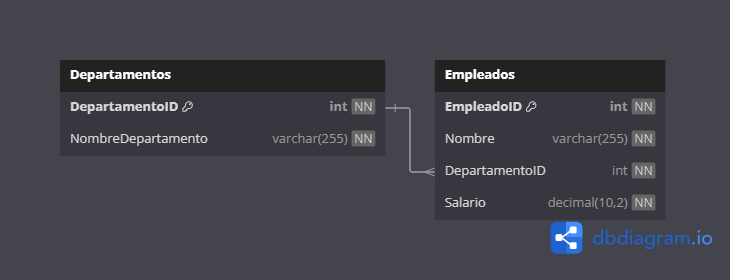 Departamentos
DepartamentoID int NN
NombreDepartamento varchar(255) NN
Empleados
EmpleadoID int NN
Nombre varchar(255) NN
DepartamentoID int NN
Salario decimal(10,2) NN
dbdiagram.io